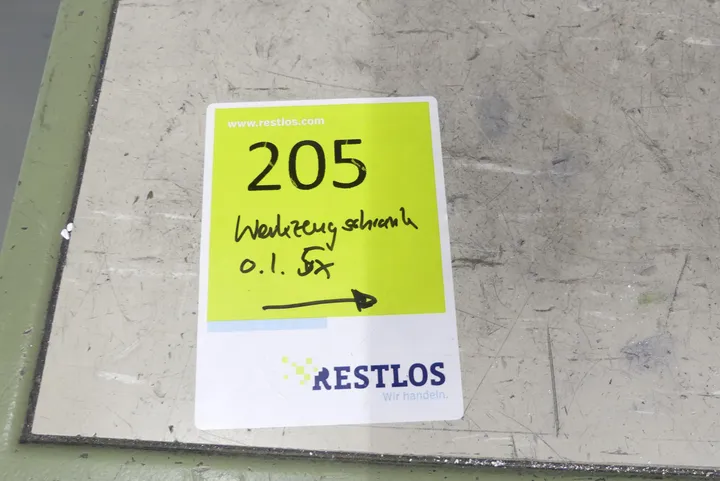 www.restlos.com
205
Werkzeugschrank
o.I. 5x
RESTLOS
Wir handeln.